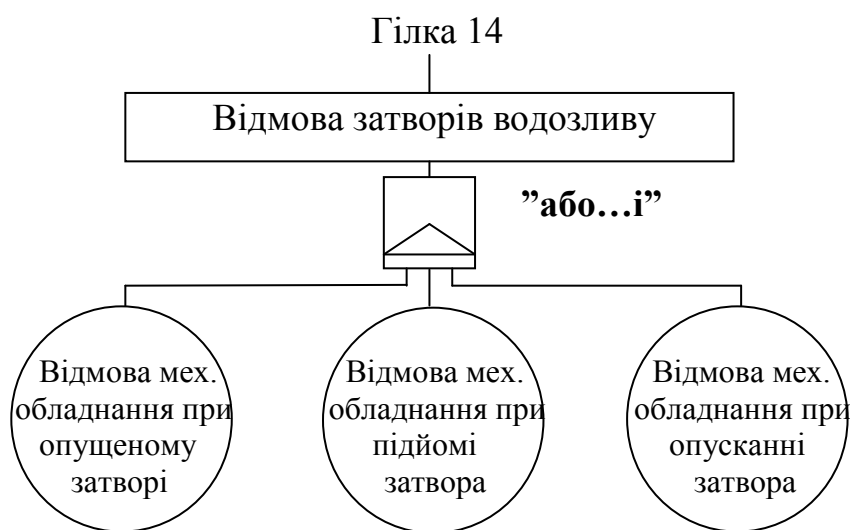 Гілка 14
Відмова затворів водозливу
”або…і”
Відмова мех.
обладнання при
опущеному
затворі
Відмова мех.
обладнання при
підйомі
затвора
Відмова мех.
обладнання при
опусканні
затвора